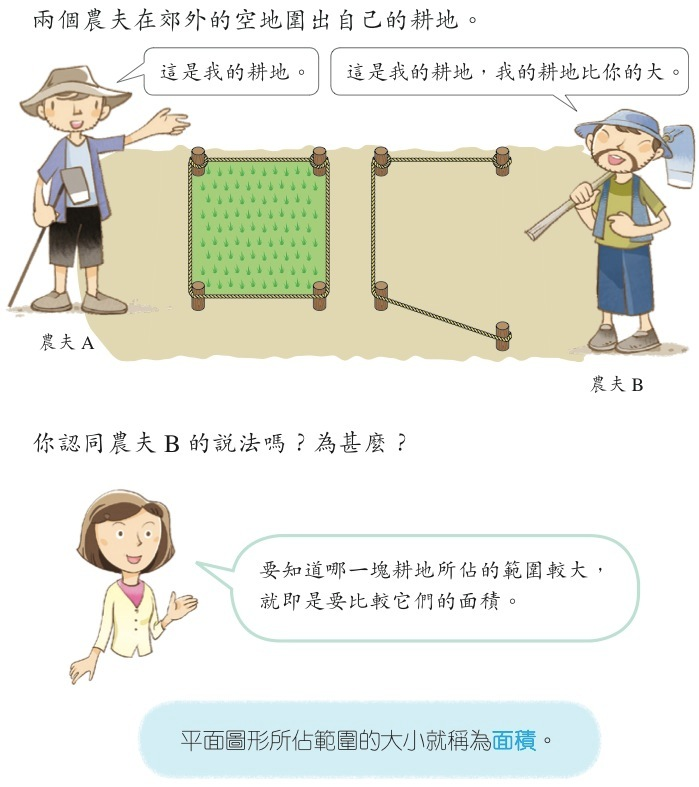 兩個農夫在郊外的空地圍出自己的耕地。
這是我的耕地。
這是我的耕地，我的耕地比你的大。
農夫 A
農夫 B
你認同農夫 B 的説法嗎？為甚麼？
要知道哪一塊耕地所佔的範圍較大，
就即是要比較它們的面積。
平面圖形所佔範圍的大小就稱為面積。